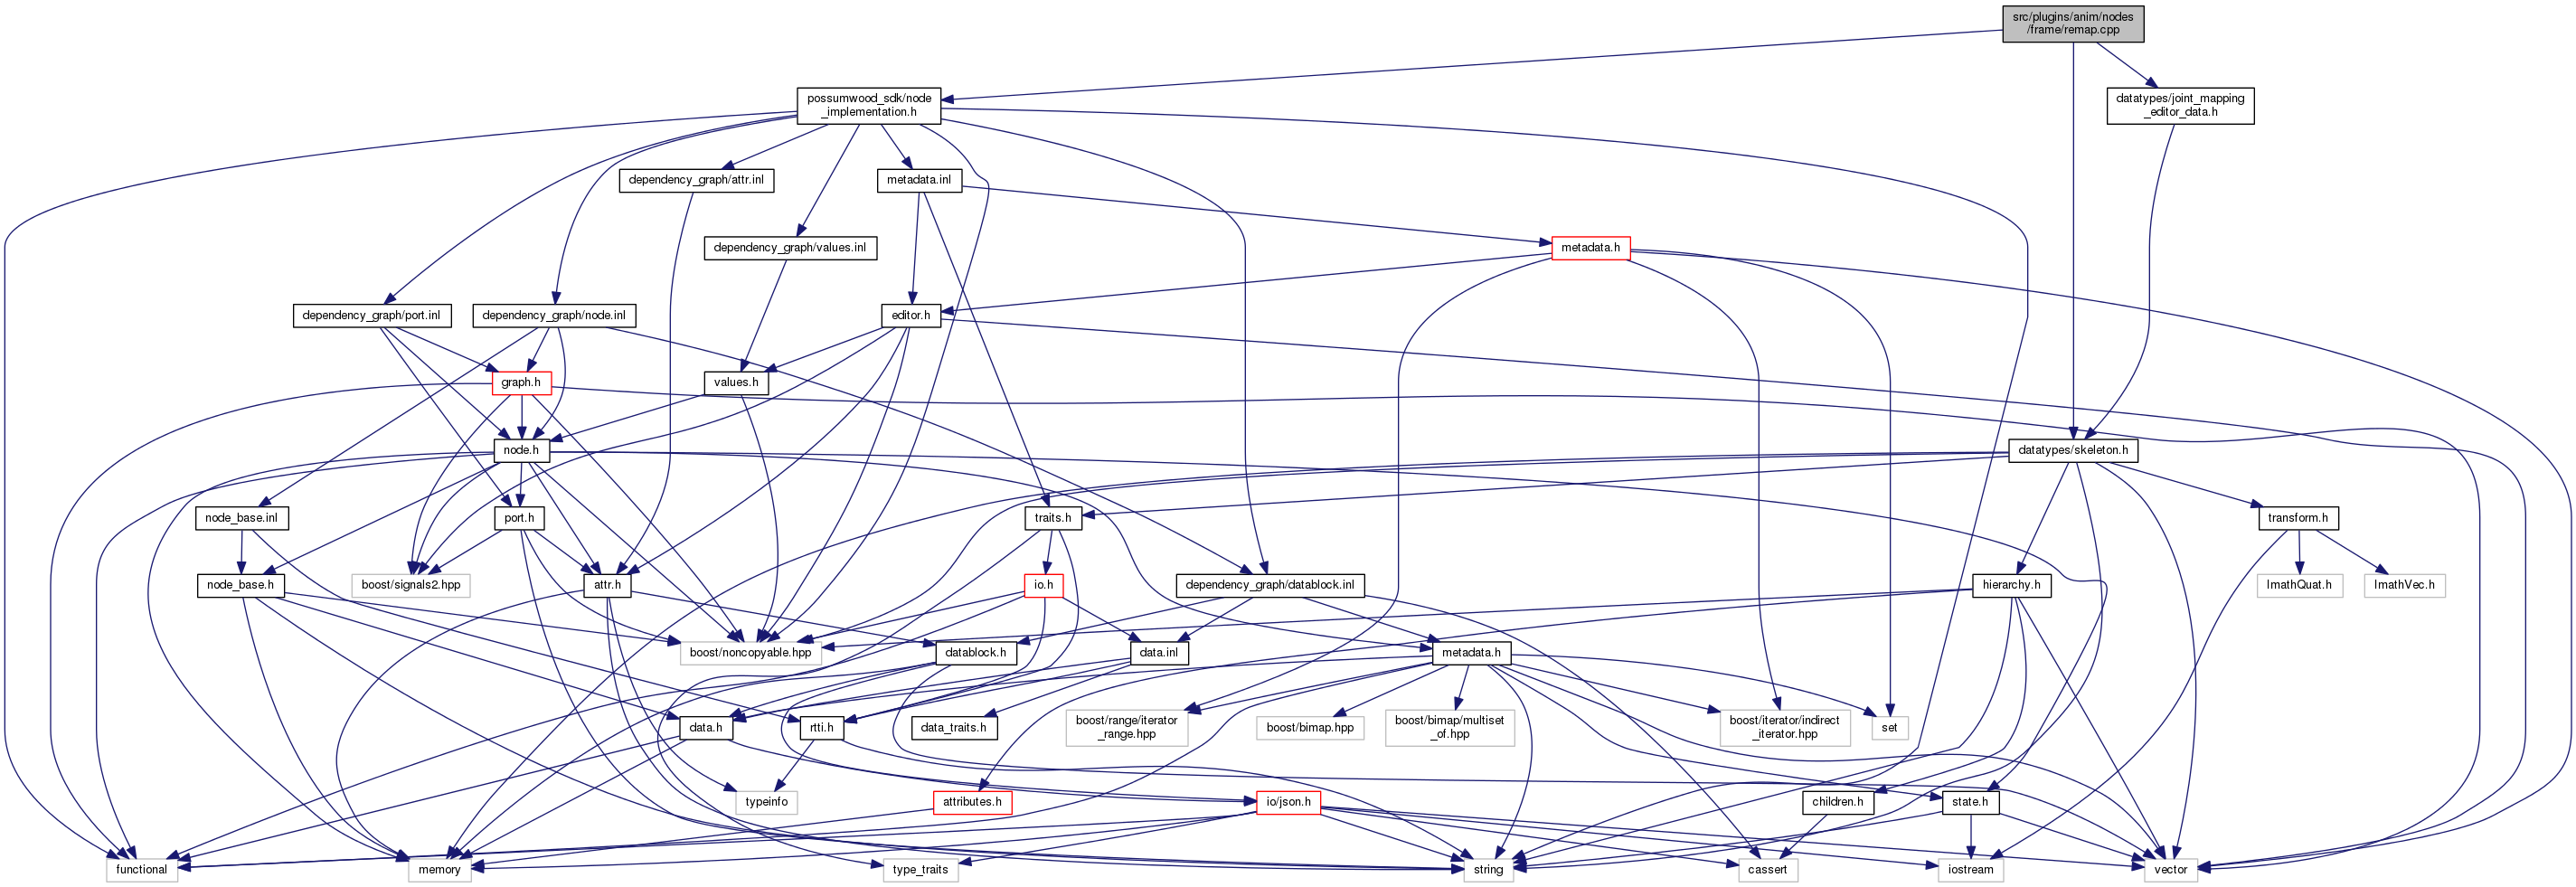 src/plugins/anim/nodes
/frame/remap.cpp
possumwood_sdk/node
_implementation.h
datatypes/joint_mapping
_editor_data.h
dependency_graph/attr.inl
metadata.inl
dependency_graph/values.inl
metadata.h
dependency_graph/port.inl
dependency_graph/node.inl
editor.h
graph.h
values.h
node.h
datatypes/skeleton.h
node_base.inl
port.h
traits.h
transform.h
node_base.h
boost/signals2.hpp
attr.h
io.h
dependency_graph/datablock.inl
hierarchy.h
ImathQuat.h
ImathVec.h
boost/noncopyable.hpp
datablock.h
data.inl
metadata.h
data.h
rtti.h
data_traits.h
boost/range/iterator
_range.hpp
boost/bimap.hpp
boost/bimap/multiset
_of.hpp
boost/iterator/indirect
_iterator.hpp
set
typeinfo
attributes.h
io/json.h
children.h
state.h
functional
memory
type_traits
string
cassert
iostream
vector